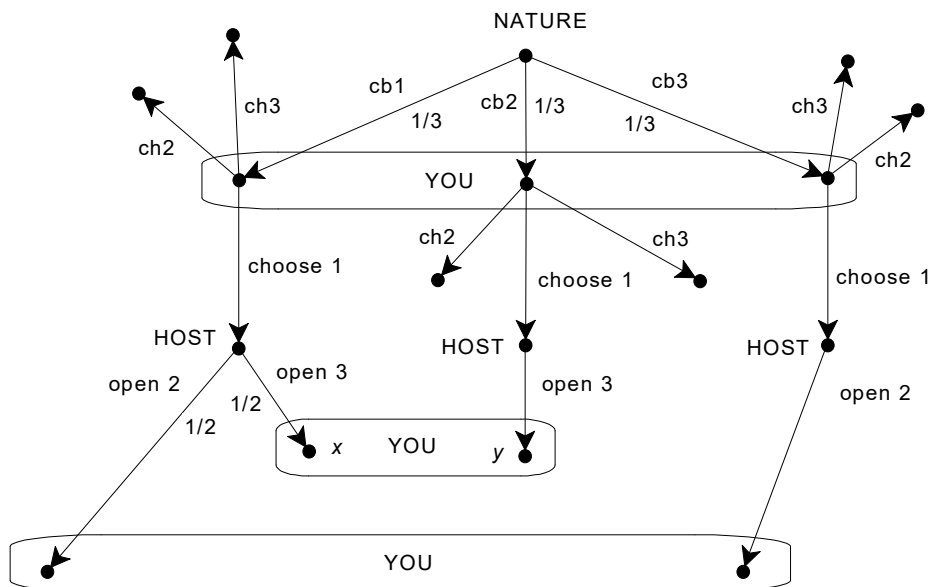 NATURE
cb1
cb2
cb3
ch3
1/3
1/3
1/3
ch3
ch2
ch2
YOU
ch2
ch3
choose 1
choose 1
choose 1
HOST
HOST
HOST
open 2
open 3
open 3
open 2
1/2
1/2
x
YOU
y
YOU